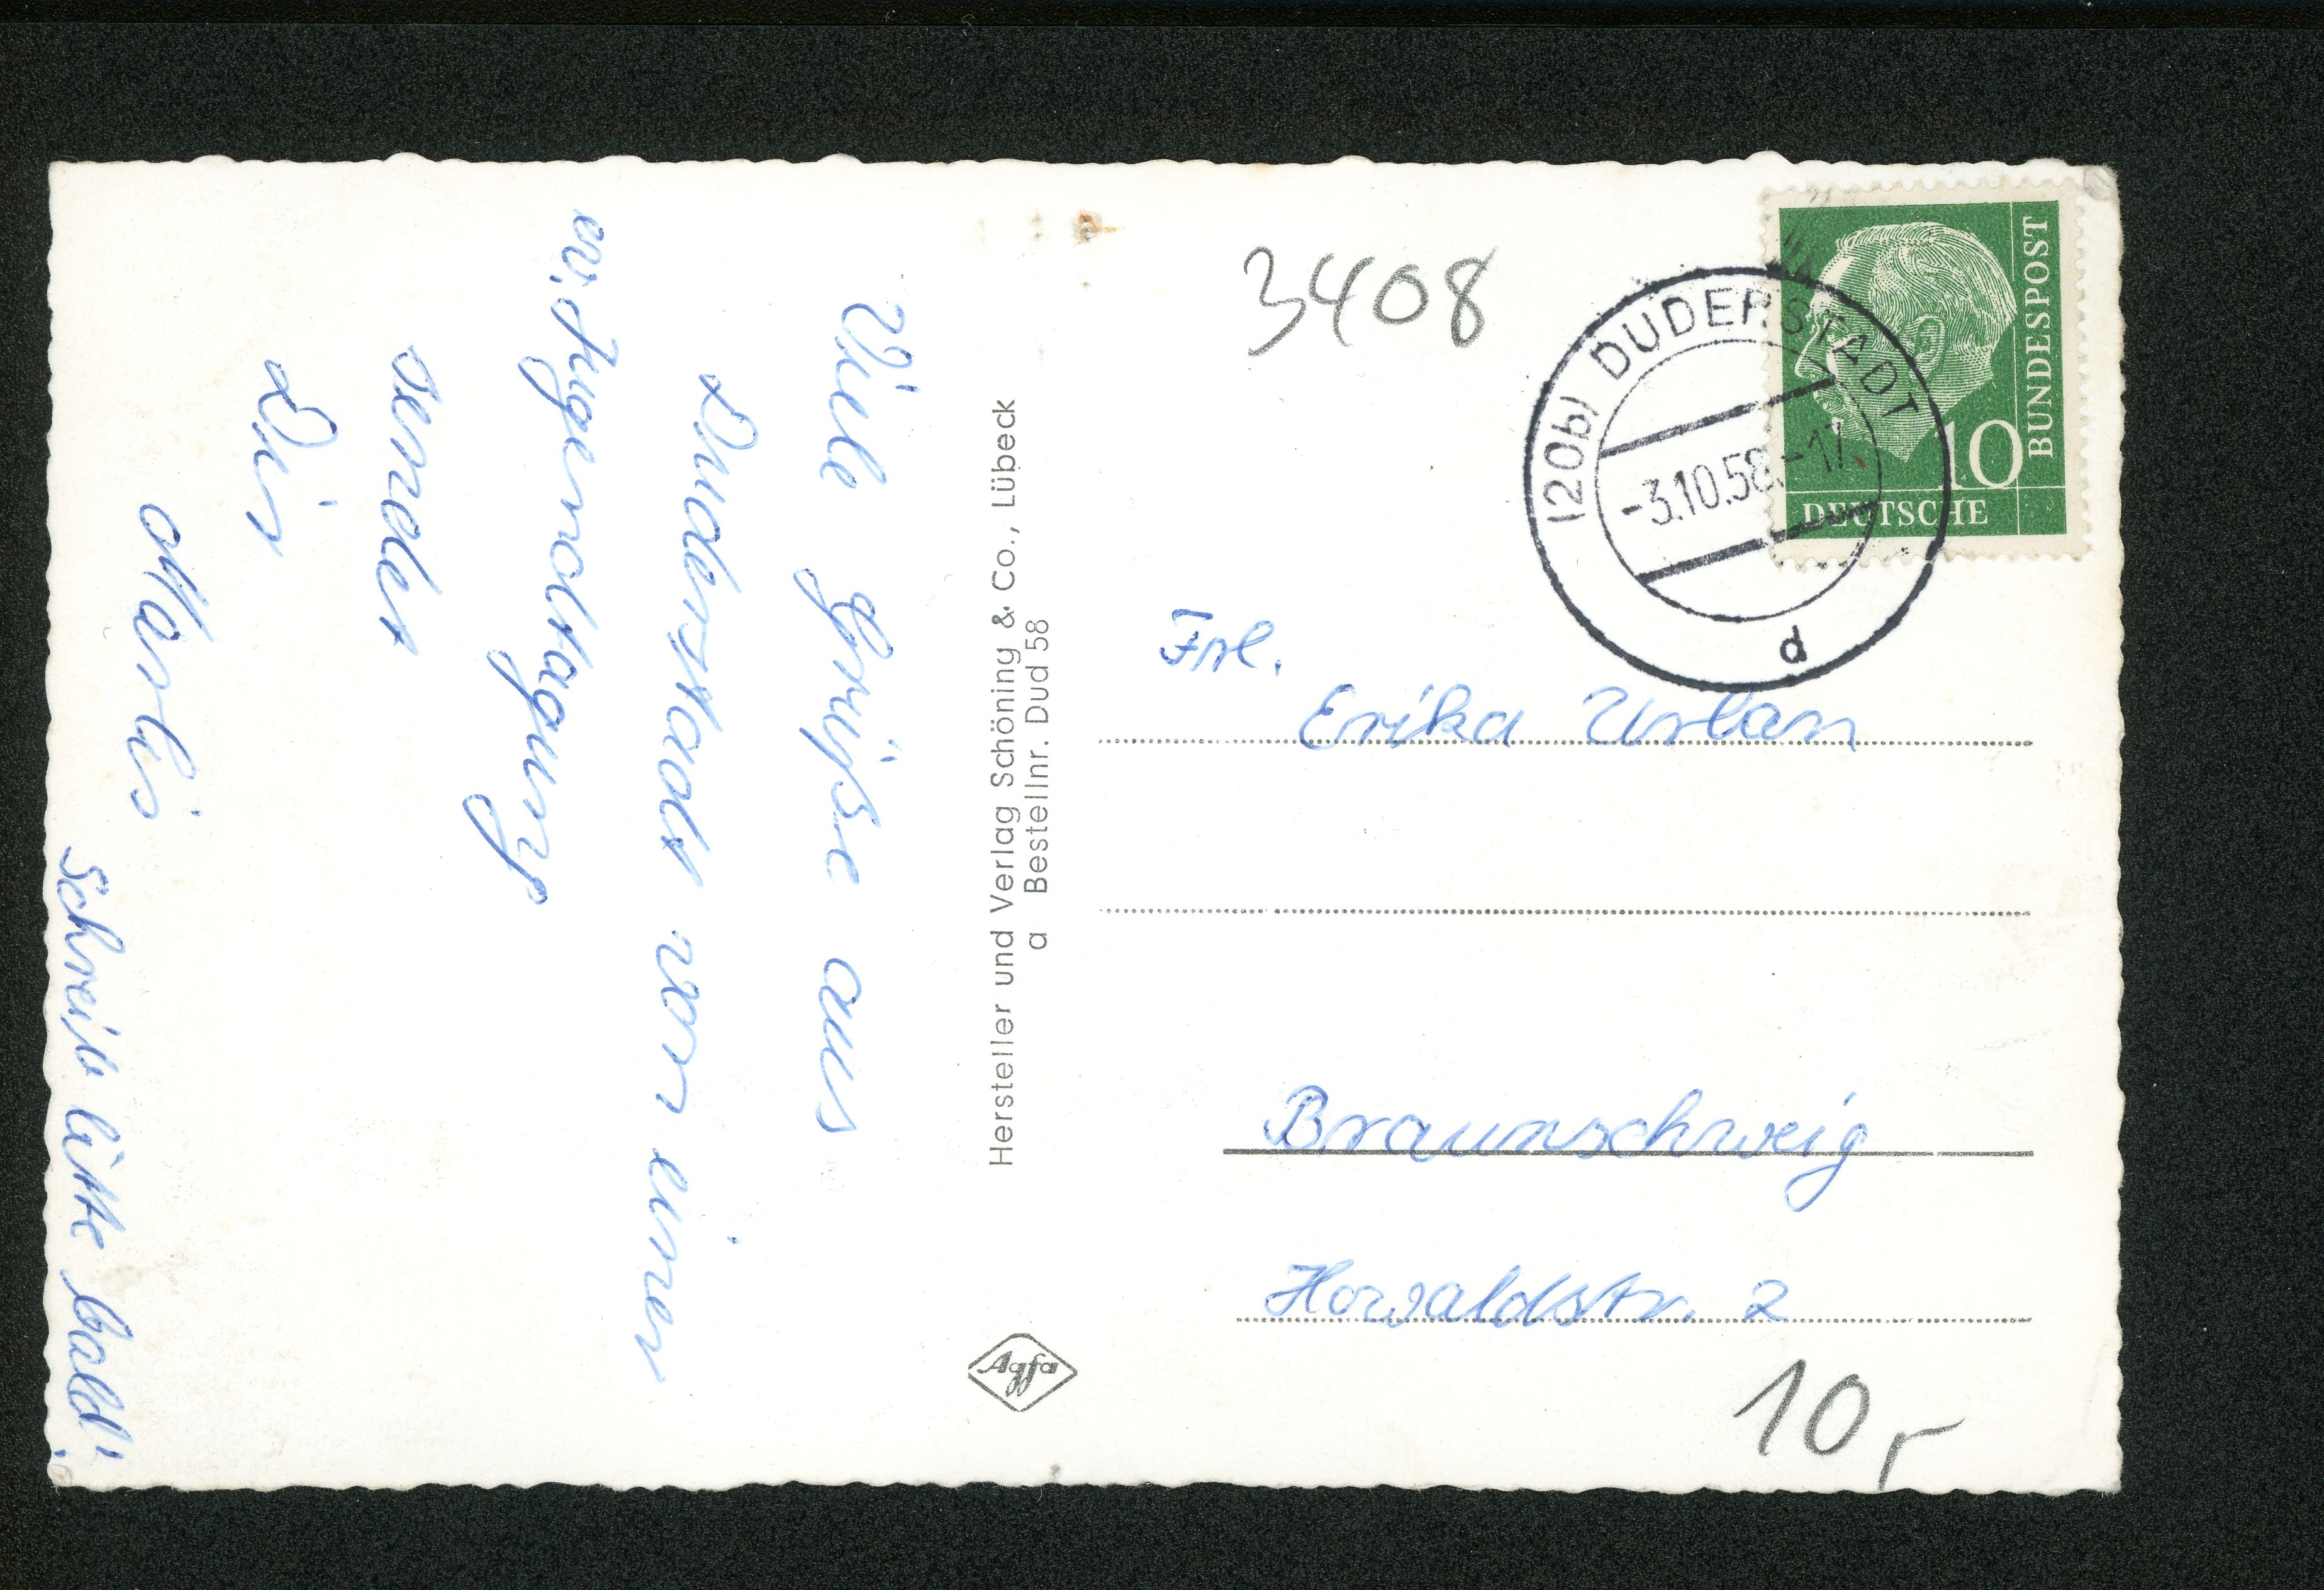 Viele Grüße aus
Duderstadt von einer
ev. Jugendtagung
sendet
Dir
Marlis
Schreib bitte bald!
Hersteller und Verlag Schöning & Co., Lübeck
a Bestellnr. Dud 58
Agfa
3408
(20b) DUDERSTADT
-3.10.58.-17
d
10
BUNDESPOST
DEUTSCHE
Frl.
Erika Urban
Braunschweig
Howaldstr. 2
10,-